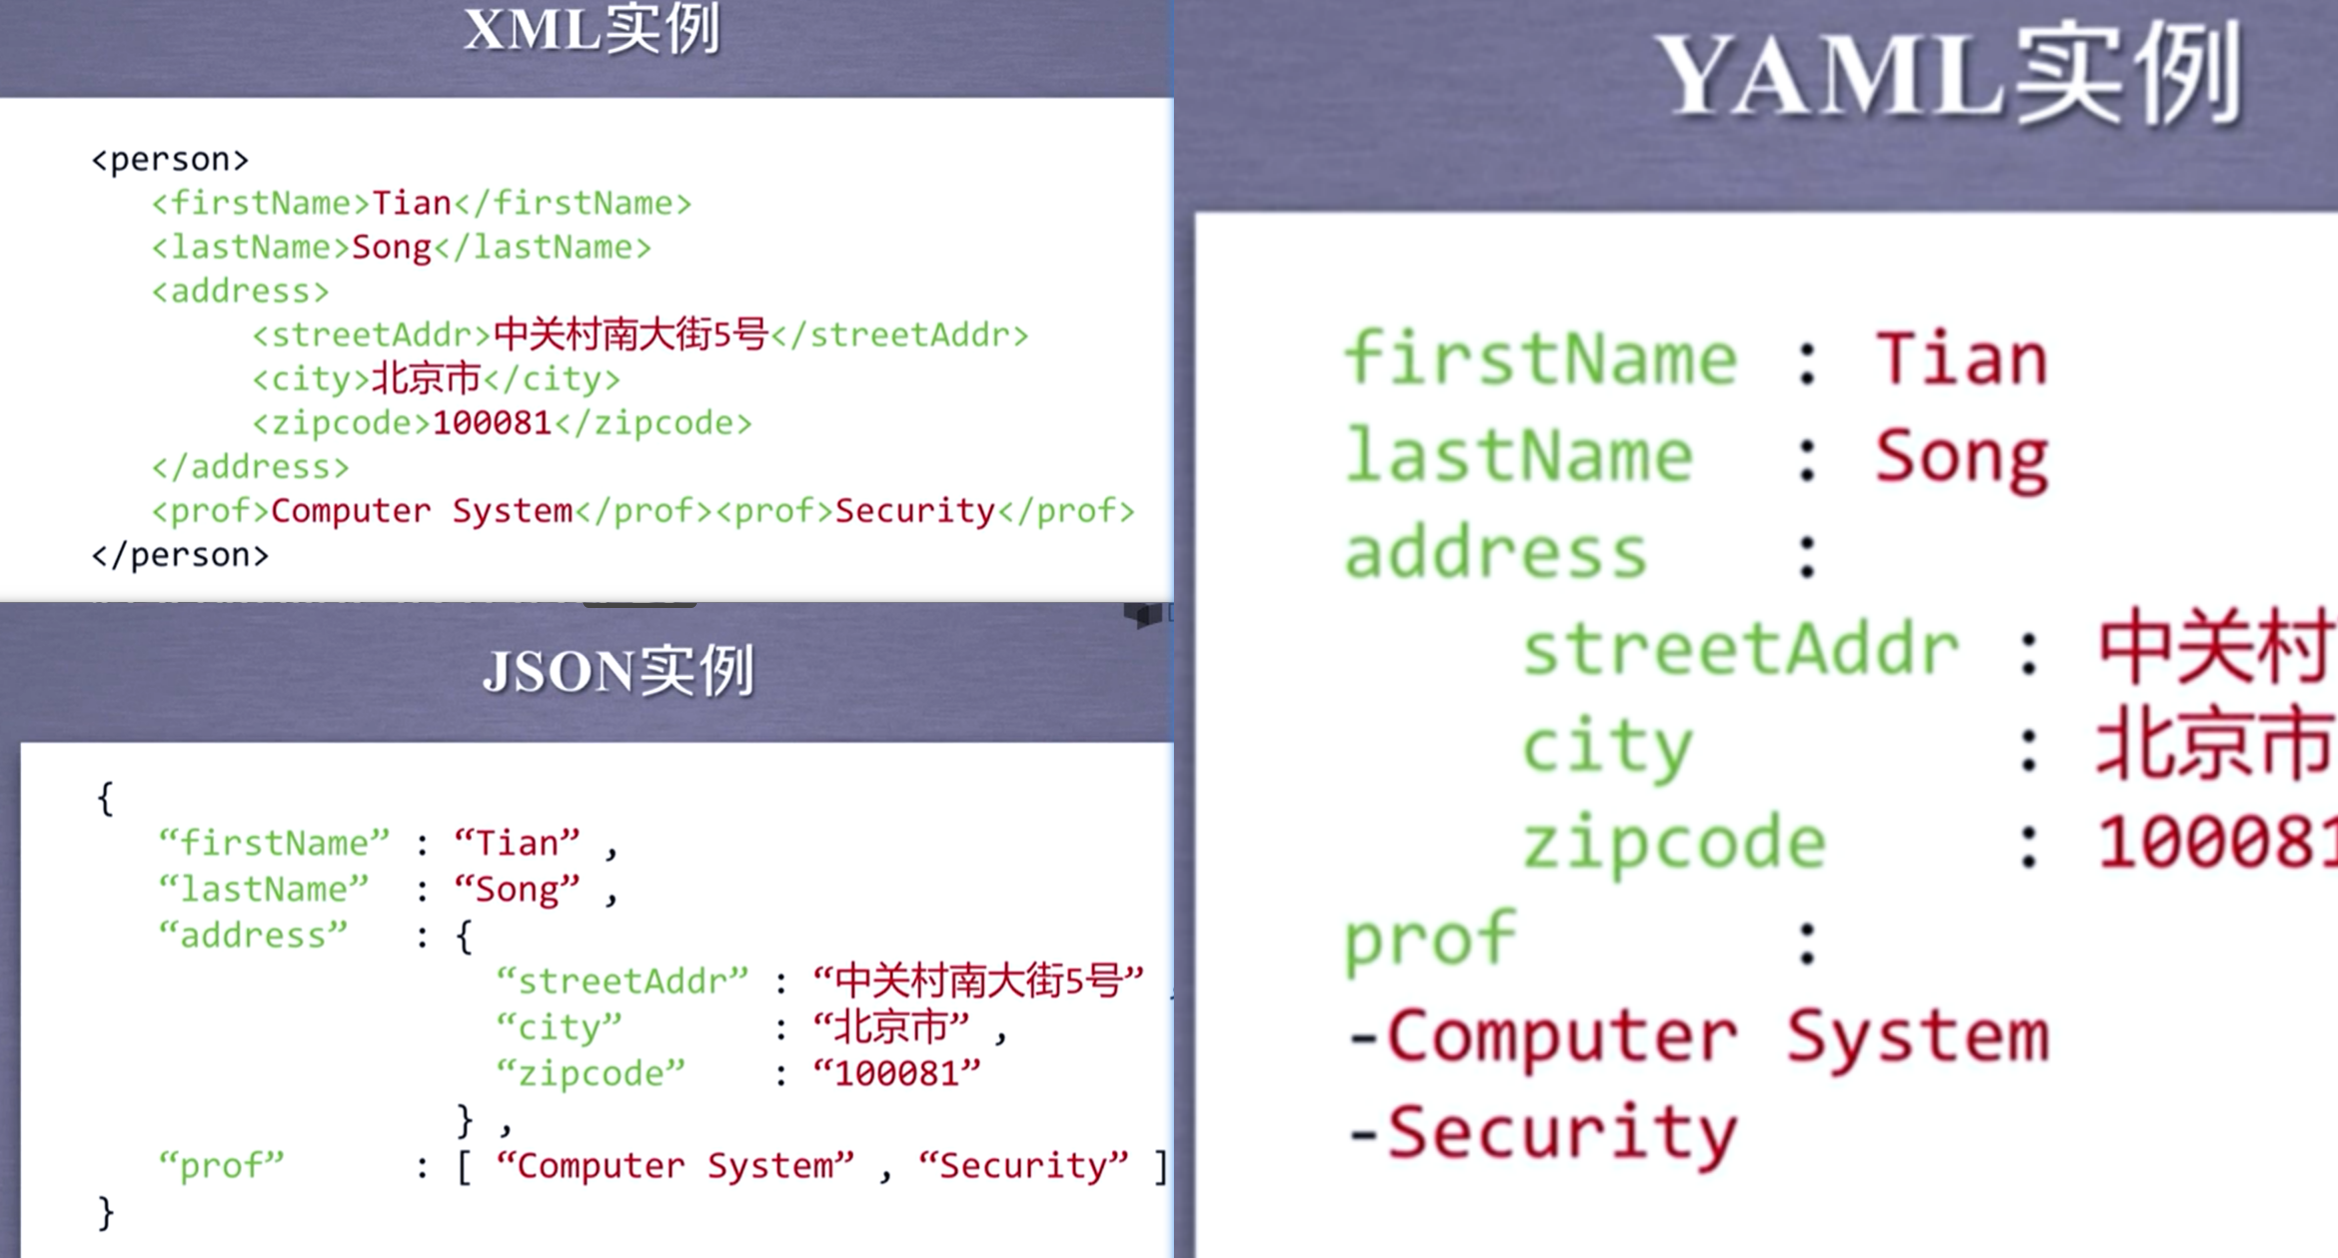 XML实例
<person>
<firstName>Tian</firstName>
<lastName>Song</lastName>
<address>
<streetAddr>中关村南大街5号</streetAddr>
<city>北京市</city>
<zipcode>100081</zipcode>
</address>
<prof>Computer System</prof><prof>Security</prof>
</person>
JSON实例
{
“firstName” : “Tian” ,
“lastName” : “Song” ,
“address” : {
“streetAddr” : “中关村南大街5号” ,
“city” : “北京市” ,
“zipcode” : “100081”
} ,
“prof” : [ “Computer System” , “Security” ]
}
YAML实例
firstName : Tian
lastName : Song
address :
streetAddr : 中关村
city : 北京市
zipcode : 100081
prof :
-Computer System
-Security